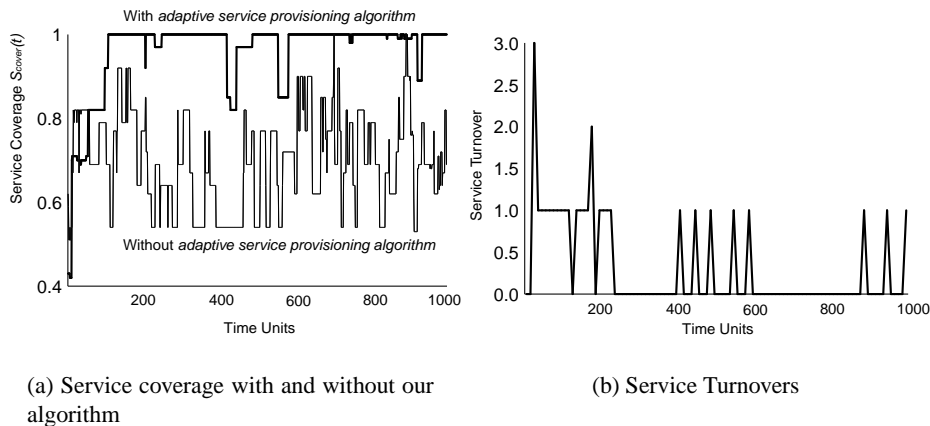 With adaptive service provisioning algorithm
1
0.8
0.6
0.4
Service Coverage Scover(t)
Without adaptive service provisioning algorithm
200
400
600
800
1000
Time Units
3.0
2.5
2.0
1.5
1.0
0.5
0.0
Service Turnover
200
400
600
800
1000
Time Units
(a) Service coverage with and without our
algorithm
(b) Service Turnovers